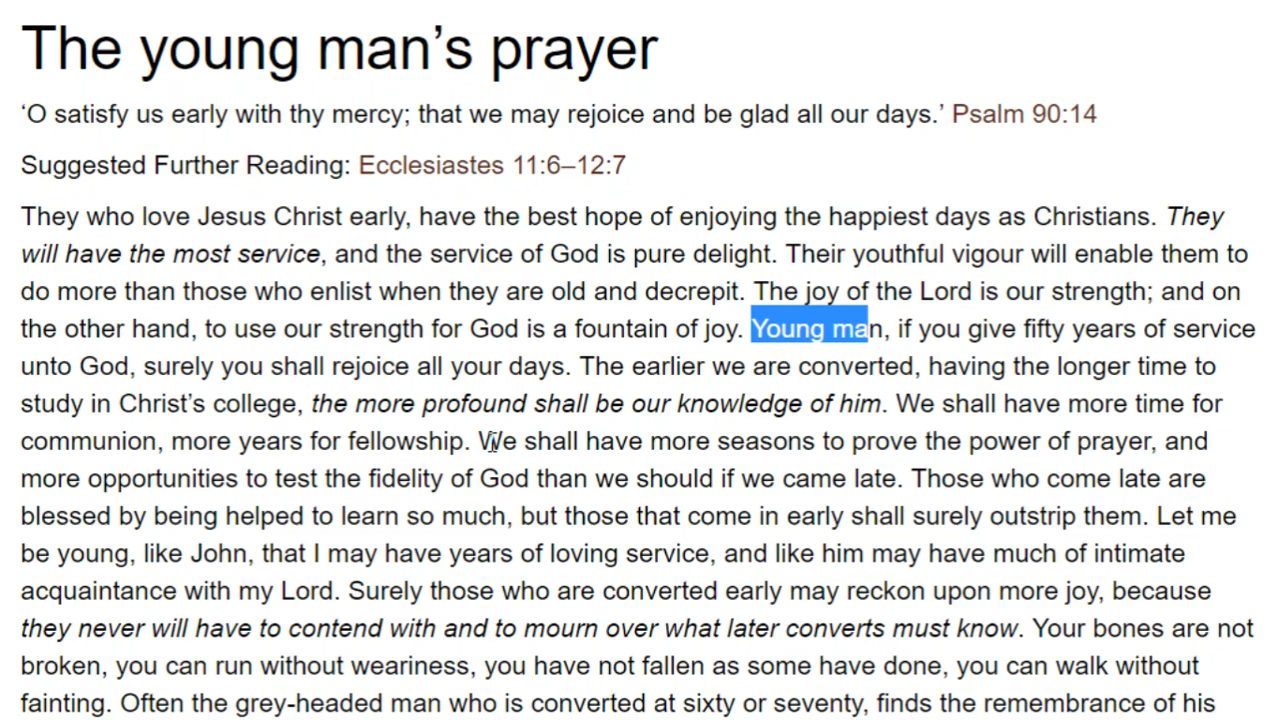 The young man’s prayer
‘O satisfy us early with thy mercy; that we may rejoice and be glad all our days.’ Psalm 90:14
Suggested Further Reading: Ecclesiastes 11:6–12:7
They who love Jesus Christ early, have the best hope of enjoying the happiest days as Christians. They
will have the most service, and the service of God is pure delight. Their youthful vigour will enable them to
do more than those who enlist when they are old and decrepit. The joy of the Lord is our strength; and on
the other hand, to use our strength for God is a fountain of joy. Young man, if you give fifty years of service
unto God, surely you shall rejoice all your days. The earlier we are converted, having the longer time to
study in Christ’s college, the more profound shall be our knowledge of him. We shall have more time for
communion, more years for fellowship. We shall have more seasons to prove the power of prayer, and
more opportunities to test the fidelity of God than we should if we came late. Those who come late are
blessed by being helped to learn so much, but those that come in early shall surely outstrip them. Let me
be young, like John, that I may have years of loving service, and like him may have much of intimate
acquaintance with my Lord. Surely those who are converted early may reckon upon more joy, because
they never will have to contend with and to mourn over what later converts must know. Your bones are not
broken, you can run without weariness, you have not fallen as some have done, you can walk without
fainting. Often the grey-headed man who is converted at sixty or seventy, finds the remembrance of his